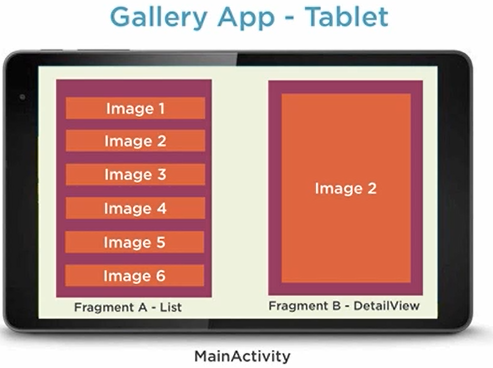 Gallery App - Tablet
Image 1
Image 2
Image 3
Image 4
Image 5
Image 6
Fragment A - List
Image 2
Fragment B - DetailView
MainActivity